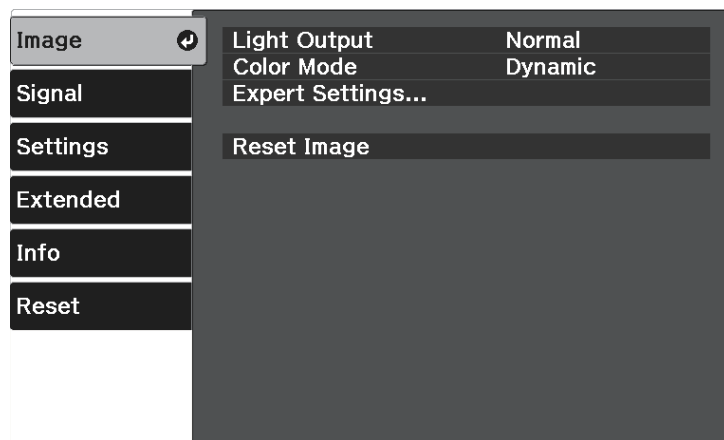 Image
Signal
Settings
Extended
Info
Reset
Light Output Normal
Color Mode Dynamic
Expert Settings...
Reset Image